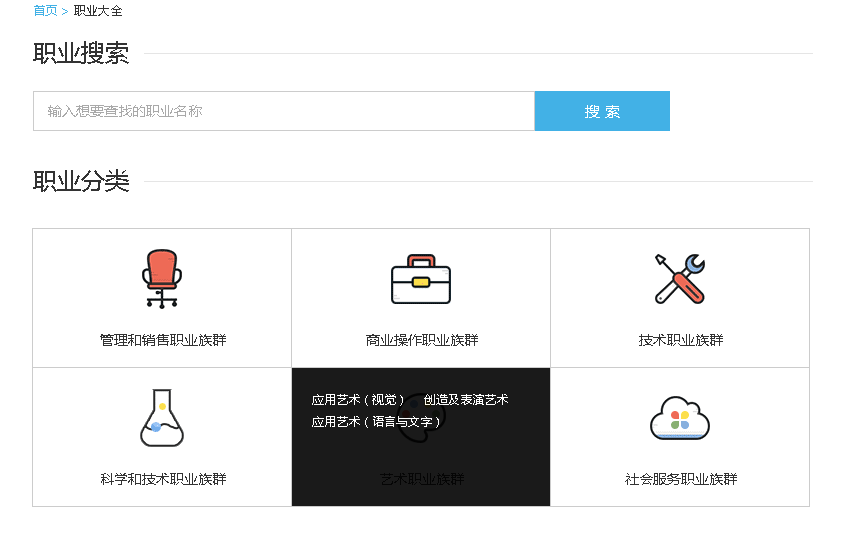 首页 > 职业大全
职业搜索
输入想要查找的职业名称
搜 索
职业分类
管理和销售职业族群
商业操作职业族群
技术职业族群
科学和技术职业族群
应用艺术（视觉） 创造及表演艺术
应用艺术（语言与文字）
艺术职业族群
社会服务职业族群